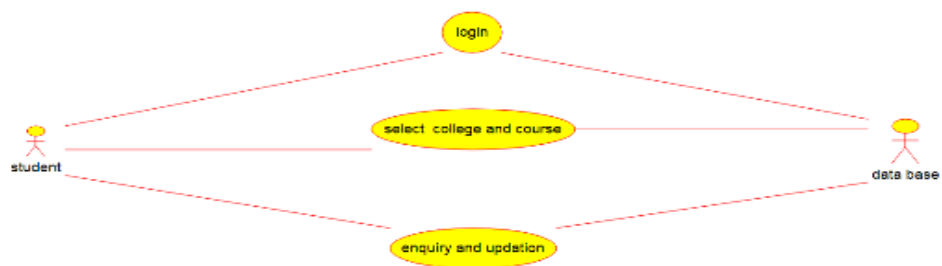 login
select college and course
student
data base
enquiry and updation